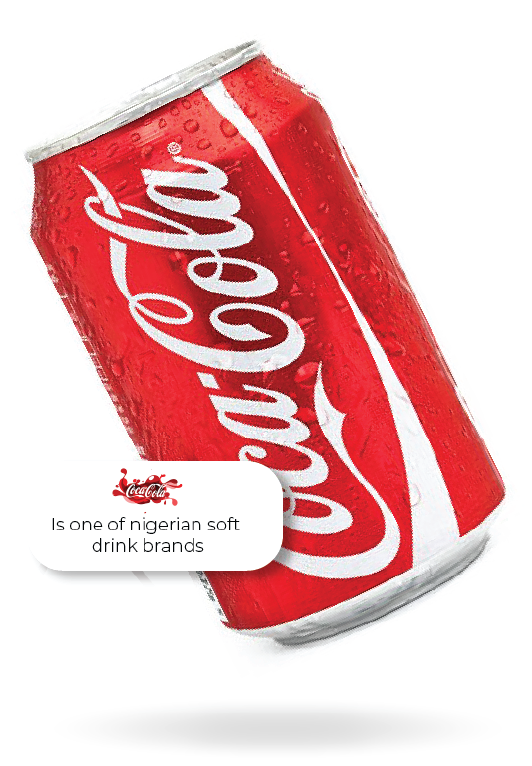 Coca-Cola
®
Coca-Cola
Is one of nigerian soft
drink brands